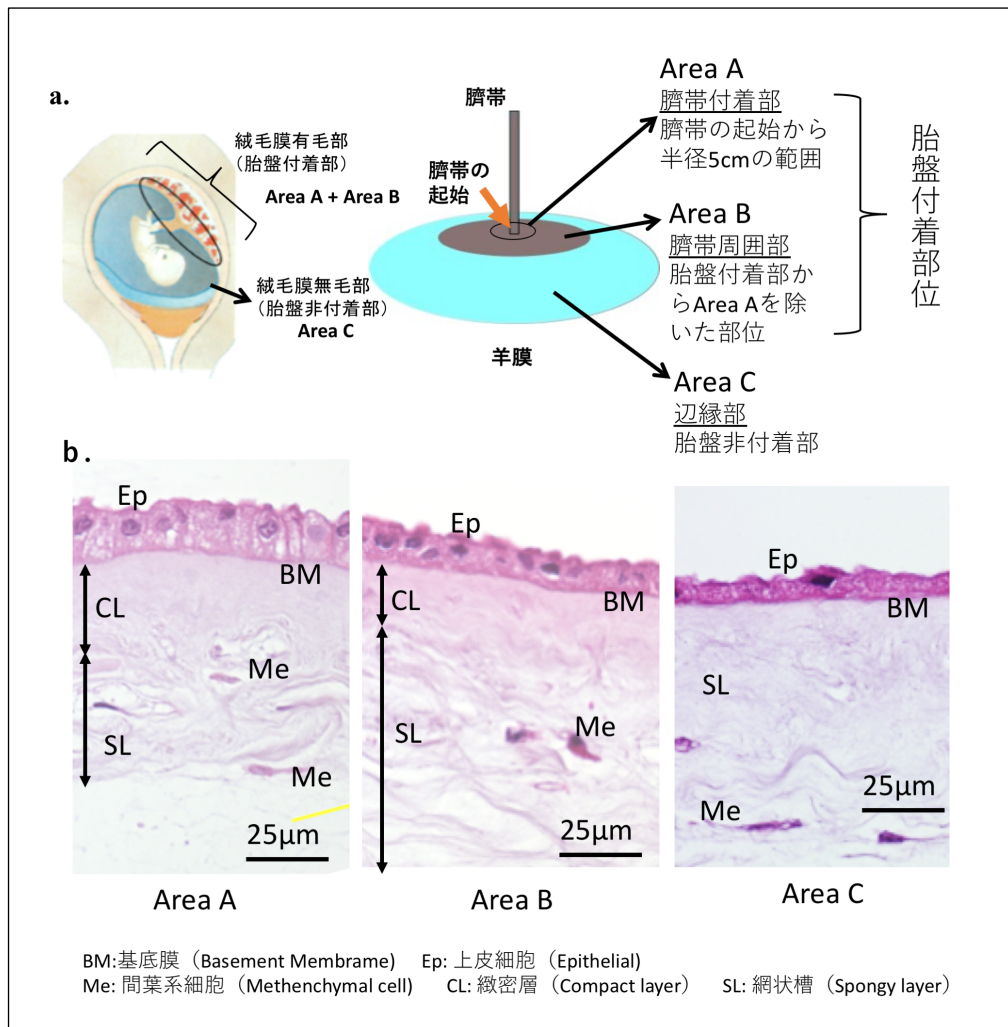 a.
絨毛膜有毛部
(胎盤付着部)
Area A + Area B
絨毛膜無毛部
(胎盤非付着部)
Area C
臍帯
臍帯の
起始
羊膜
Area A
臍帯付着部
臍帯の起始から
半径5cmの範囲
Area B
臍帯周囲部
胎盤付着部か
らArea Aを除
いた部位
Area C
辺縁部
胎盤非付着部
胎盤付着部位
b.
Ep
BM
CL
Me
SL
Me
25μm
Area A
Ep
BM
CL
Me
SL
25μm
Area B
Ep
BM
SL
Me
25μm
Area C
BM:基底膜（Basement Membrame) Ep: 上皮細胞（Epithelial)
Me: 間葉系細胞（Methenchymal cell) CL: 緻密層（Compact layer） SL: 網状槽（Spongy layer）